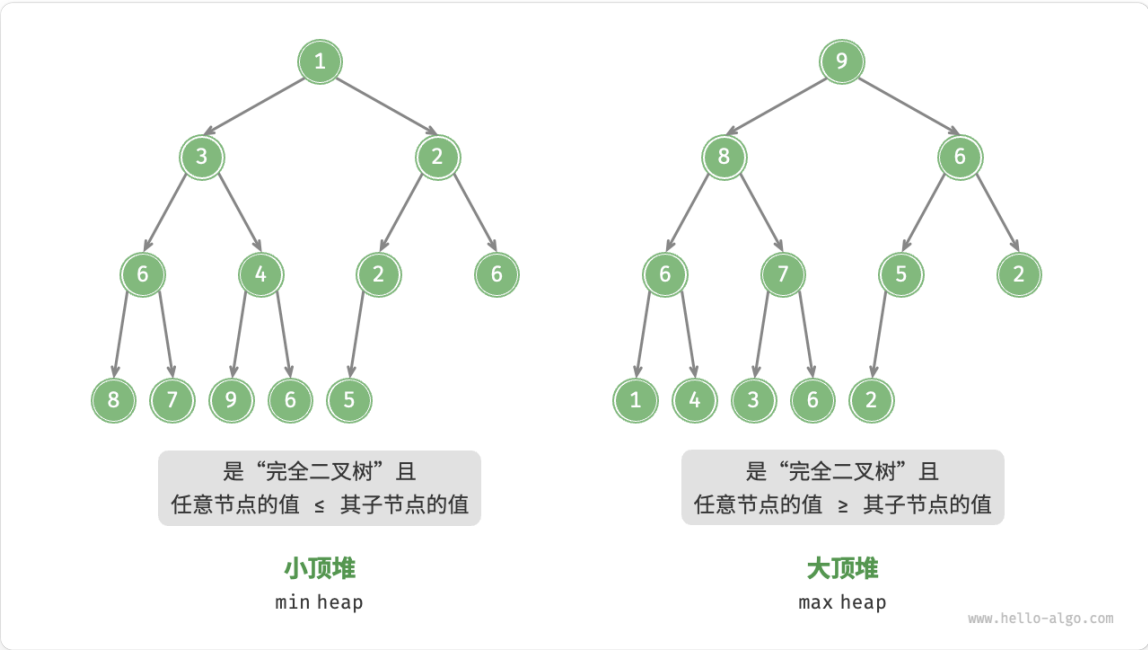 1
9
3
2
8
6
6
4
2
6
6
7
5
2
8
7
9
6
5
1
4
3
6
2
是“完全二叉树”且
任意节点的值 ≤ 其子节点的值
是“完全二叉树”且
任意节点的值 ≥ 其子节点的值
小顶堆
min heap
大顶堆
max heap
www.hello-algo.com